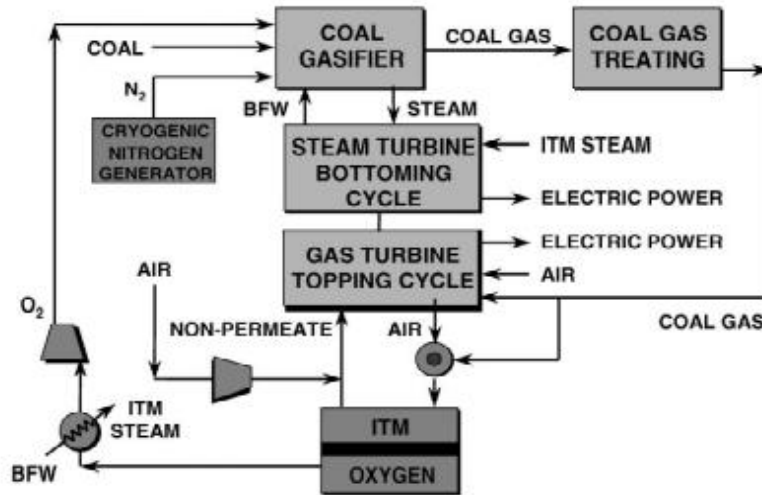 COAL
GASIFIER
COAL GAS
COAL GAS
TREATING
COAL
N2
BFW
STEAM
CRYOGENIC
NITROGEN
GENERATOR
STEAM TURBINE
BOTTOMING
CYCLE
ITM STEAM
ELECTRIC POWER
GAS TURBINE
TOPPING CYCLE
ELECTRIC POWER
AIR
AIR
O2
NON-PERMEATE
AIR
COAL GAS
ITM
STEAM
BFW
ITM
OXYGEN